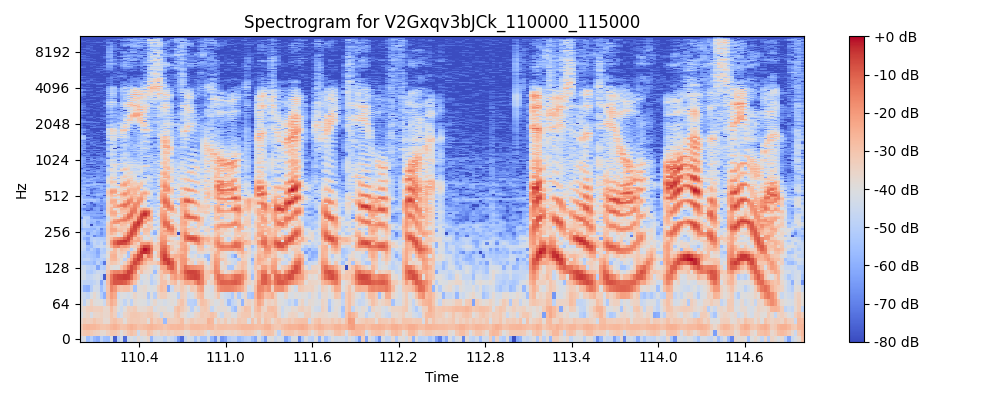 Spectrogram for V2Gxqv3bJCk_110000_115000
Hz
8192
4096
2048
1024
512
256
128
64
0
110.4 111.0 111.6 112.2 112.8 113.4 114.0 114.6
Time
+0 dB
-10 dB
-20 dB
-30 dB
-40 dB
-50 dB
-60 dB
-70 dB
-80 dB